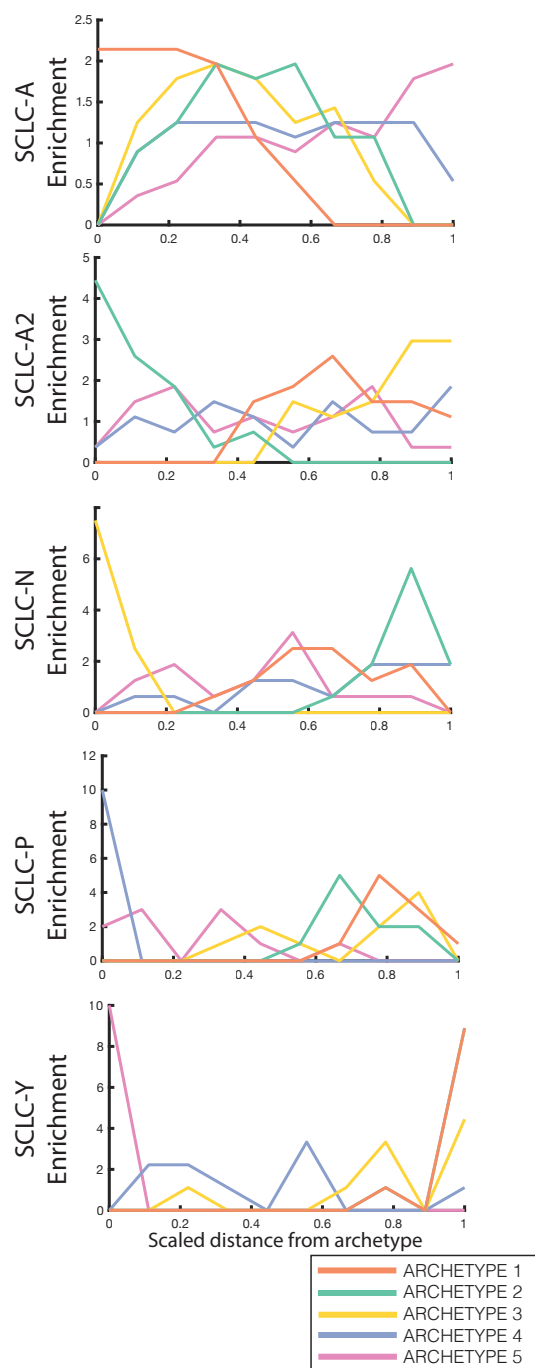 SCLC-A
Enrichment
2.5
2
1.5
1
0.5
0
0 0.2 0.4 0.6 0.8 1
SCLC-A2
Enrichment
5
4
3
2
1
0
0 0.2 0.4 0.6 0.8 1
SCLC-N
Enrichment
6
4
2
0
0 0.2 0.4 0.6 0.8 1
SCLC-P
Enrichment
12
10
8
6
4
2
0
0 0.2 0.4 0.6 0.8 1
SCLC-Y
Enrichment
10
8
6
4
2
0
0 0.2 0.4 0.6 0.8 1
Scaled distance from archetype
ARCHETYPE 1
ARCHETYPE 2
ARCHETYPE 3
ARCHETYPE 4
ARCHETYPE 5